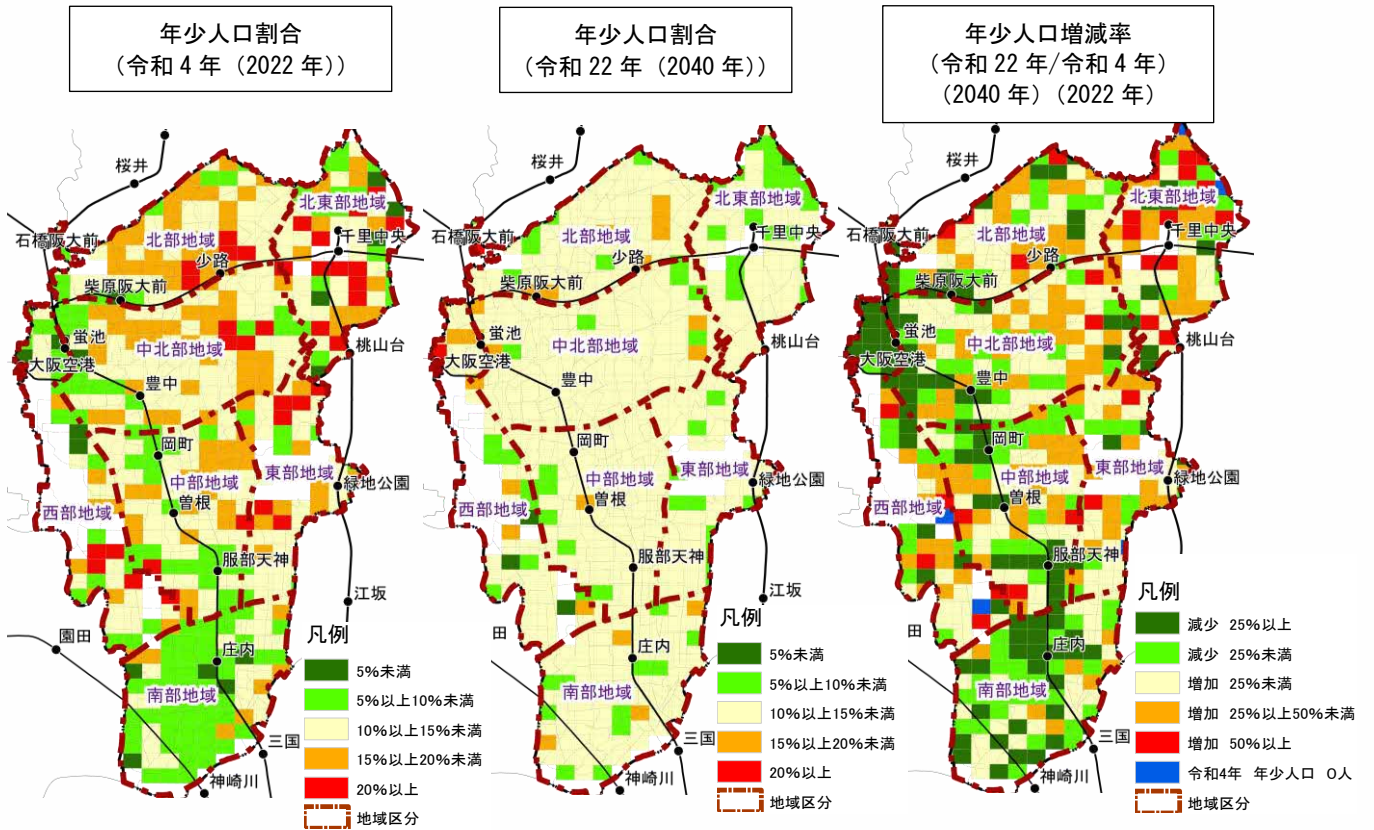 年少人口割合
（令和 4 年（2022 年））
年少人口割合
（令和 22 年（2040 年））
年少人口増減率
（令和 22 年/令和 4 年）
（2040 年）（2022 年）
桜井
北東部地域
石橋阪大前
北部地域
千里中央
少路
柴原阪大前
蛍池
中北部地域
桃山台
大阪空港
豊中
岡町
中部地域
東部地域
緑地公園
西部地域
曽根
服部天神
江坂
園田
庄内
南部地域
三国
神崎川
凡例
5%未満
5%以上10%未満
10%以上15%未満
15%以上20%未満
20%以上
地域区分
桜井
北東部地域
石橋阪大前
北部地域
千里中央
少路
柴原阪大前
蛍池
中北部地域
桃山台
大阪空港
豊中
岡町
中部地域
東部地域
緑地公園
西部地域
曽根
服部天神
江坂
田
庄内
南部地域
三国
神崎川
凡例
5%未満
5%以上10%未満
10%以上15%未満
15%以上20%未満
20%以上
地域区分
桜井
北東部地域
石橋阪大前
北部地域
千里中央
少路
柴原阪大前
蛍池
中北部地域
桃山台
大阪空港
豊中
岡町
中部地域
東部地域
緑地公園
西部地域
曽根
服部天神
田
庄内
南部地域
三国
神崎川
凡例
減少 25%以上
減少 25%未満
増加 25%未満
増加 25%以上50%未満
増加 50%以上
令和4年 年少人口 0人
地域区分